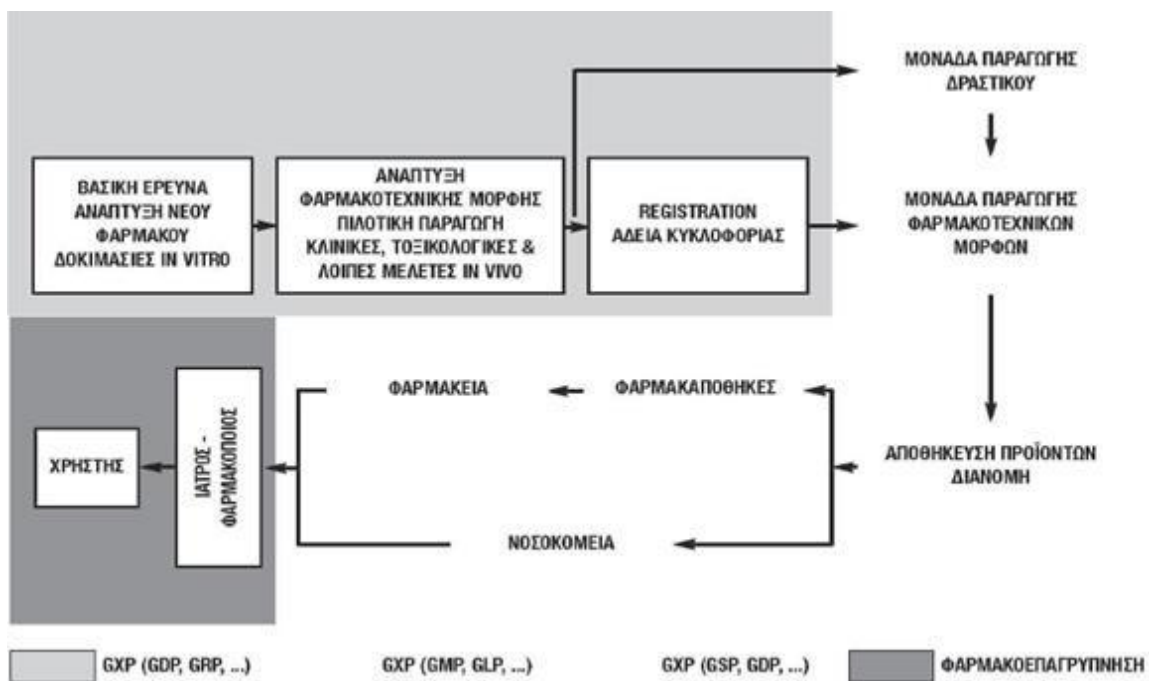 ΜΟΝΑΔΑ ΠΑΡΑΓΩΓΗΣ
ΔΡΑΣΤΙΚΟΥ
ΒΑΣΙΚΗ ΕΡΕΥΝΑ
ΑΝΑΠΤΥΞΗ ΝΕΟΥ
ΦΑΡΜΑΚΟΥ
ΔΟΚΙΜΑΣΙΕΣ IN VITRO
ΑΝΑΠΤΥΞΗ
ΦΑΡΜΑΚΟΤΕΧΝΙΚΗΣ ΜΟΡΦΗΣ
ΠΙΛΟΤΙΚΗ ΠΑΡΑΓΩΓΗ
ΚΛΙΝΙΚΕΣ, ΤΟΞΙΚΟΛΟΓΙΚΕΣ &
ΛΟΙΠΕΣ ΜΕΛΕΤΕΣ IN VIVO
REGISTRATION
ΑΔΕΙΑ ΚΥΚΛΟΦΟΡΙΑΣ
ΜΟΝΑΔΑ ΠΑΡΑΓΩΓΗΣ
ΦΑΡΜΑΚΟΤΕΧΝΙΚΩΝ
ΜΟΡΦΩΝ
ΧΡΗΣΤΗΣ
ΙΑΤΡΟΣ -
ΦΑΡΜΑΚΟΠΟΙΟΣ
ΦΑΡΜΑΚΕΙΑ
ΦΑΡΜΑΚΑΠΟΘΗΚΕΣ
ΝΟΣΟΚΟΜΕΙΑ
ΑΠΟΘΗΚΕΥΣΗ ΠΡΟΪΟΝΤΩΝ
ΔΙΑΝΟΜΗ
GXP (GDP, GRP, ...)
GXP (GMP, GLP, ...)
GXP (GSP, GDP, ...)
ΦΑΡΜΑΚΟΕΠΑΓΡΥΠΝΗΣΗ